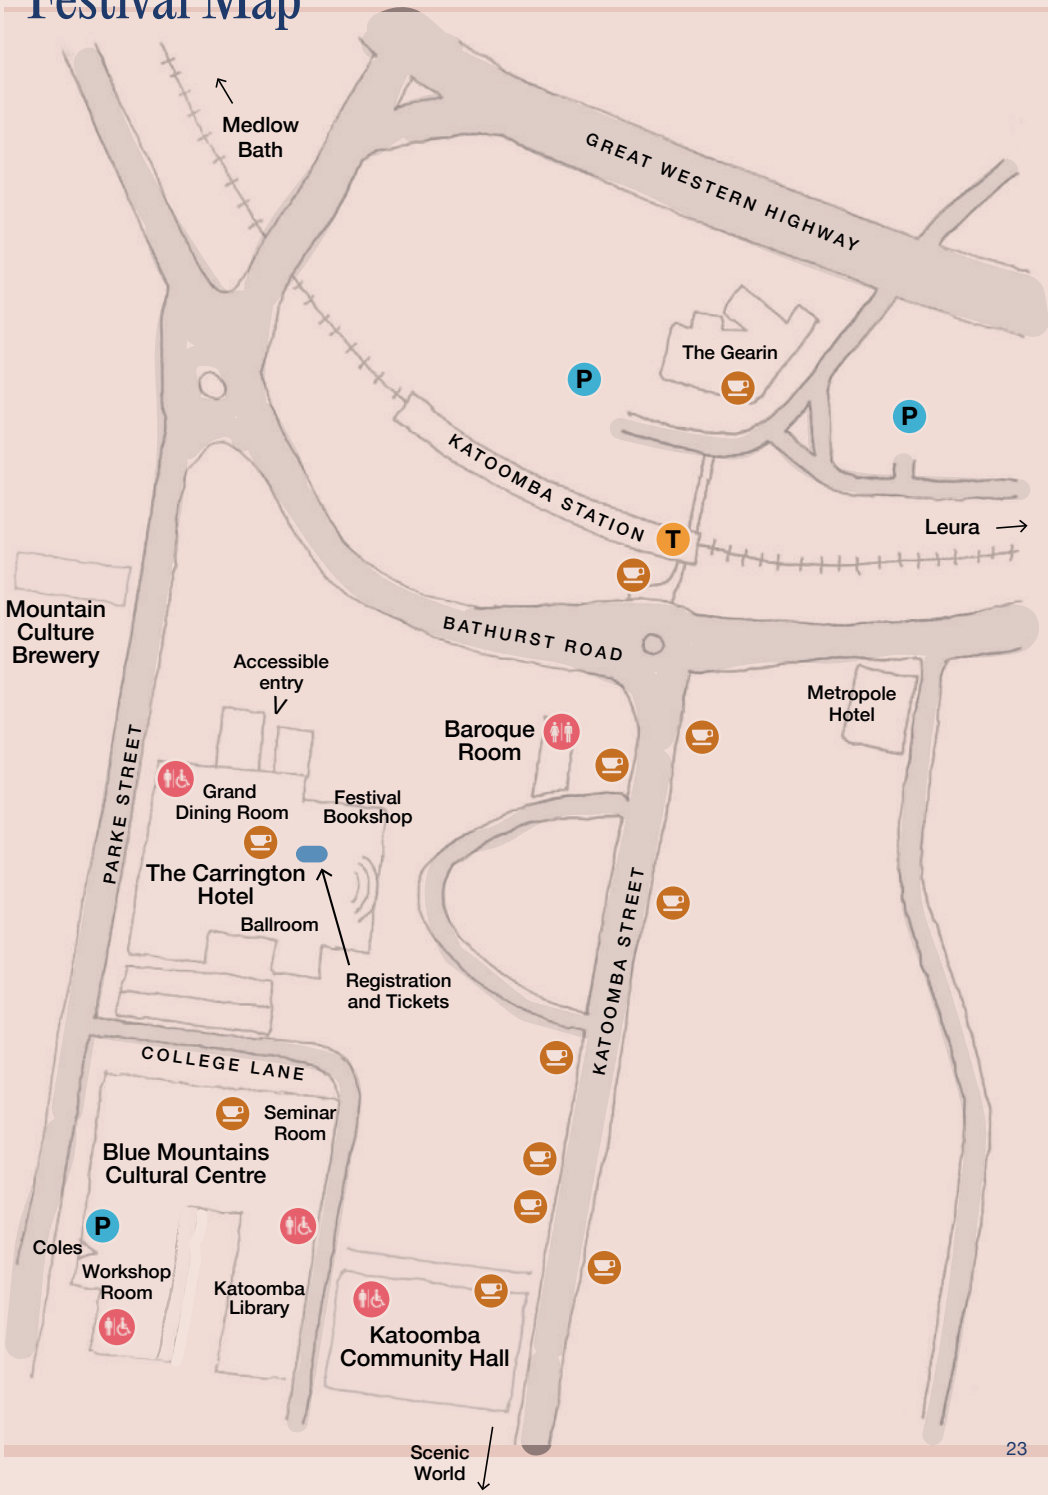 Festival Map
Medlow
Bath
GREAT WESTERN HIGHWAY
The Gearin
P
P
KATOOMBA STATION
T
Leura
Mountain
Culture
Brewery
BATHURST ROAD
Accessible
entry
Metropole
Hotel
Baroque
Room
PARKE STREET
Grand
Dining Room
Festival
Bookshop
The Carrington
Hotel
Ballroom
KATOOMBA STREET
Registration
and Tickets
COLLEGE LANE
Seminar
Room
Blue Mountains
Cultural Centre
P
Coles
Workshop
Room
Katoomba
Library
Katoomba
Community Hall
Scenic
World
23